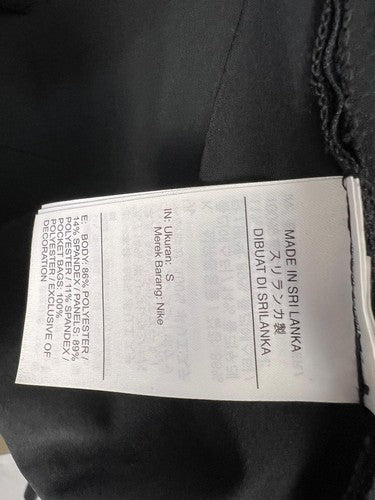 MADE IN SRI LANKA
スリランカ製
DIBUAT DI SRILANKA
IN: Ukuran: S
Merek Barang: Nike
E: BODY: 86% POLYESTER /
14% SPANDEX / PANELS: 89%
POLYESTER / 11% SPANDEX /
POCKET BAGS: 100%
POLYESTER / EXCLUSIVE OF
DECORATION